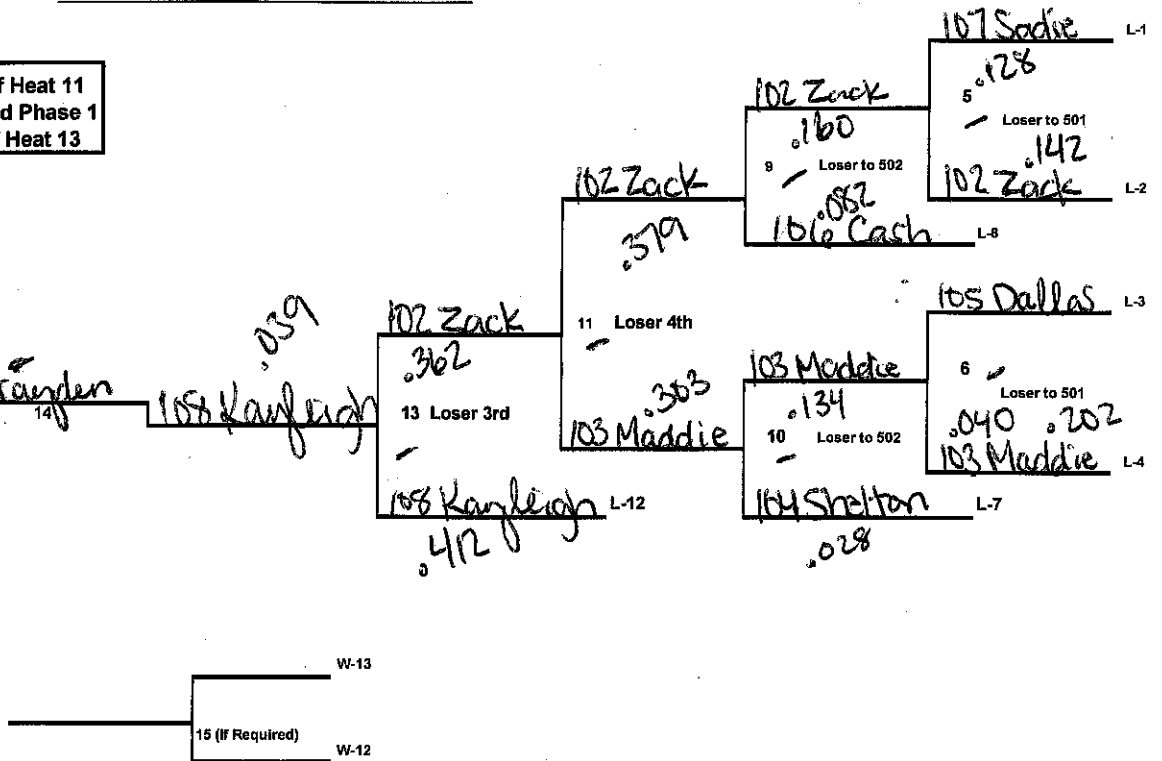 107 Sadie L-1
f Heat 11
d Phase 1
Heat 13
.128
5
Loser to 501
102 Zack
.160
9
Loser to 502
.142
102 Zack L-2
102 Zack
.082
106 Cash L-8
.379
105 Dallas L-3
102 Zack
.039
11 Loser 4th
.362
103 Maddie
6
Loser to 501
.134
.040 .202
14
108 Kayleigh
13 Loser 3rd
.303
103 Maddie
10
Loser to 502
103 Maddie L-4
108 Kayleigh L-12
104 Shelton L-7
.412
.028
W-13
15 (If Required)
W-12